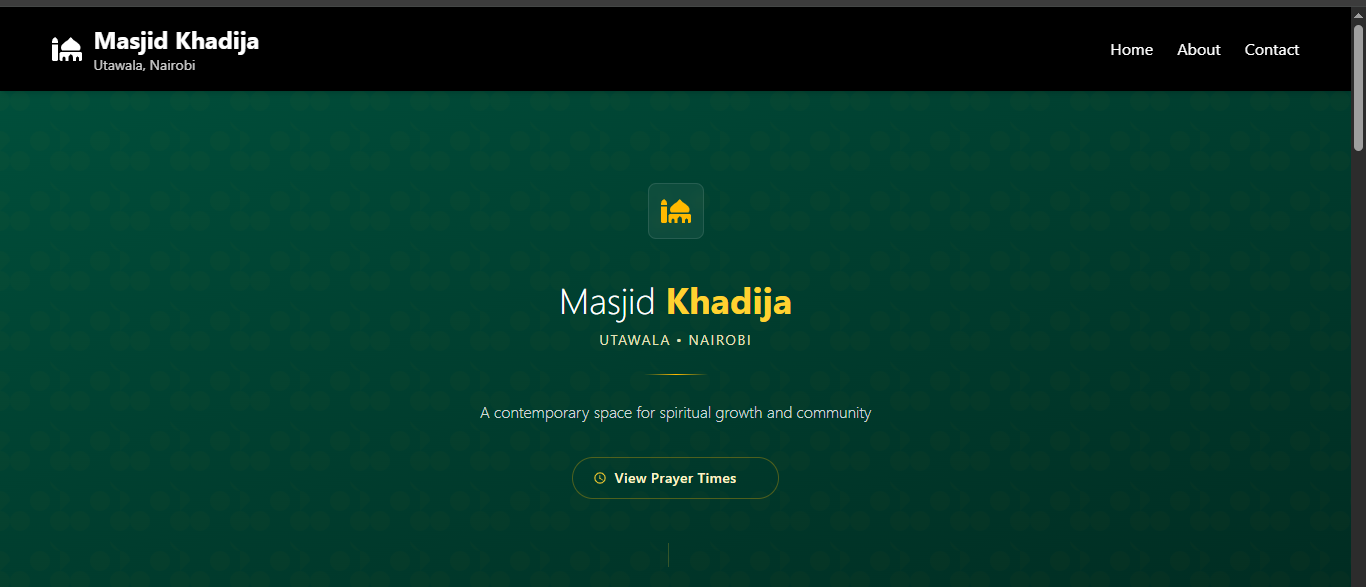 Masjid Khadija
Utawala, Nairobi
Home About Contact
Masjid Khadija
UTAWALA • NAIROBI
A contemporary space for spiritual growth and community
View Prayer Times